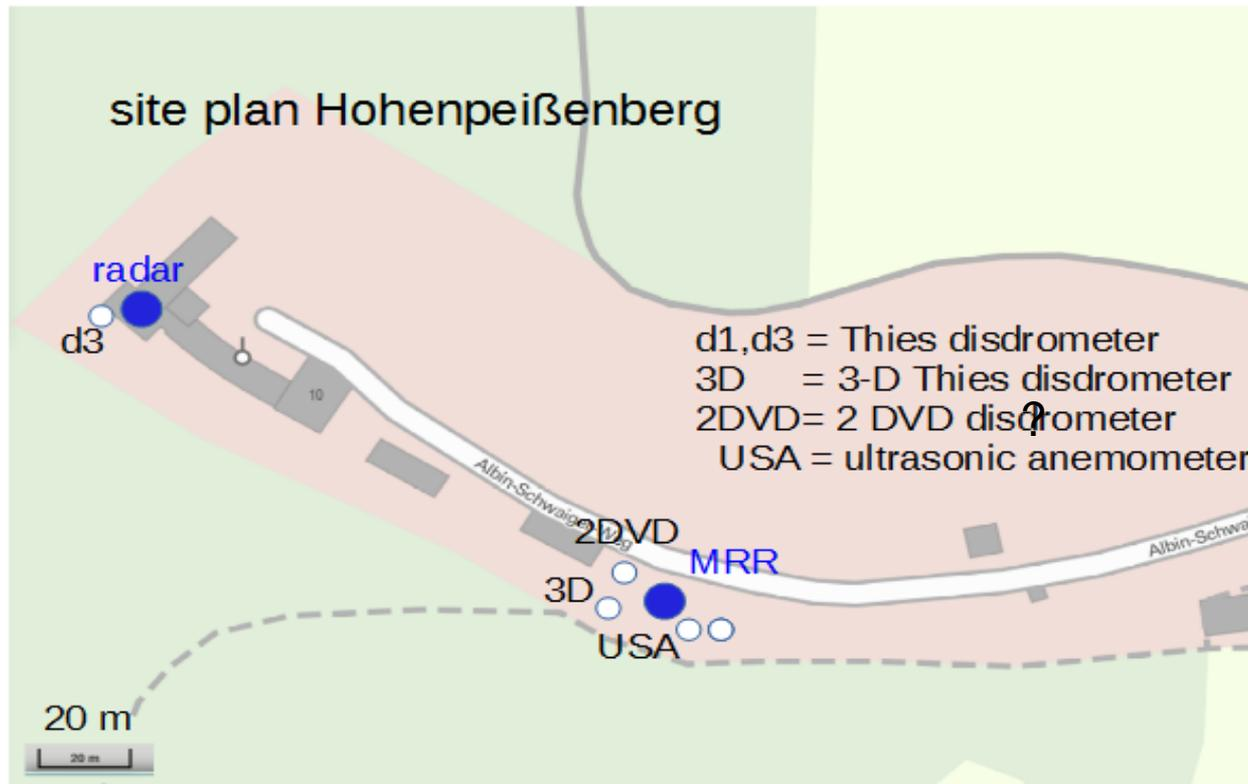 site plan Hohenpeißenberg
radar
d3
10
d1,d3 = Thies disdrometer
3D = 3-D Thies disdrometer
2DVD= 2 DVD disdrometer
?
USA = ultrasonic anemometer
Albin-Schwaiger Weg
Albin-Schwai
2DVD
MRR
3D
USA
20 m
20 m